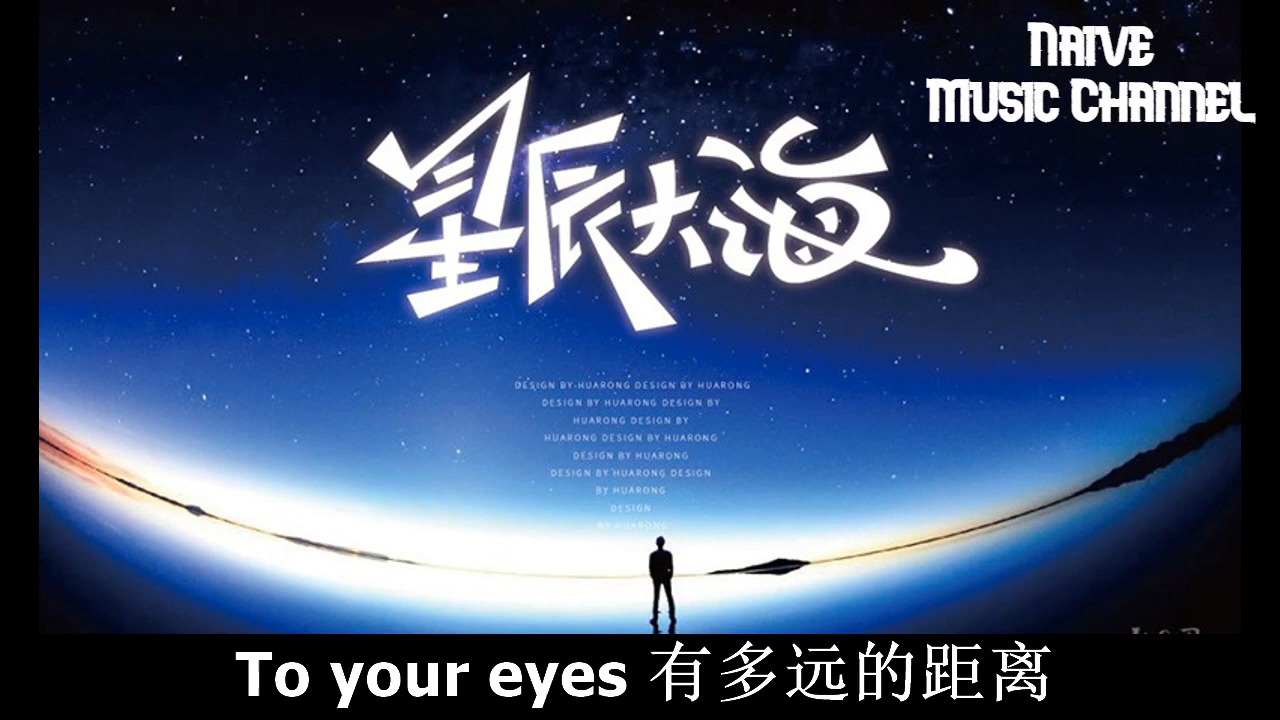 NAIVE
MUSIC CHANNEL
星辰大海
DESIGN BY HUARONG DESIGN BY HUARONG
DESIGN BY HUARONG DESIGN BY
HUARONG DESIGN BY
HUARONG DESIGN BY HUARONG
DESIGN BY HUARONG
DESIGN BY HUARONG DESIGN
BY HUARONG
DESIGN
BY HUARONG
To your eyes 有多远的距离